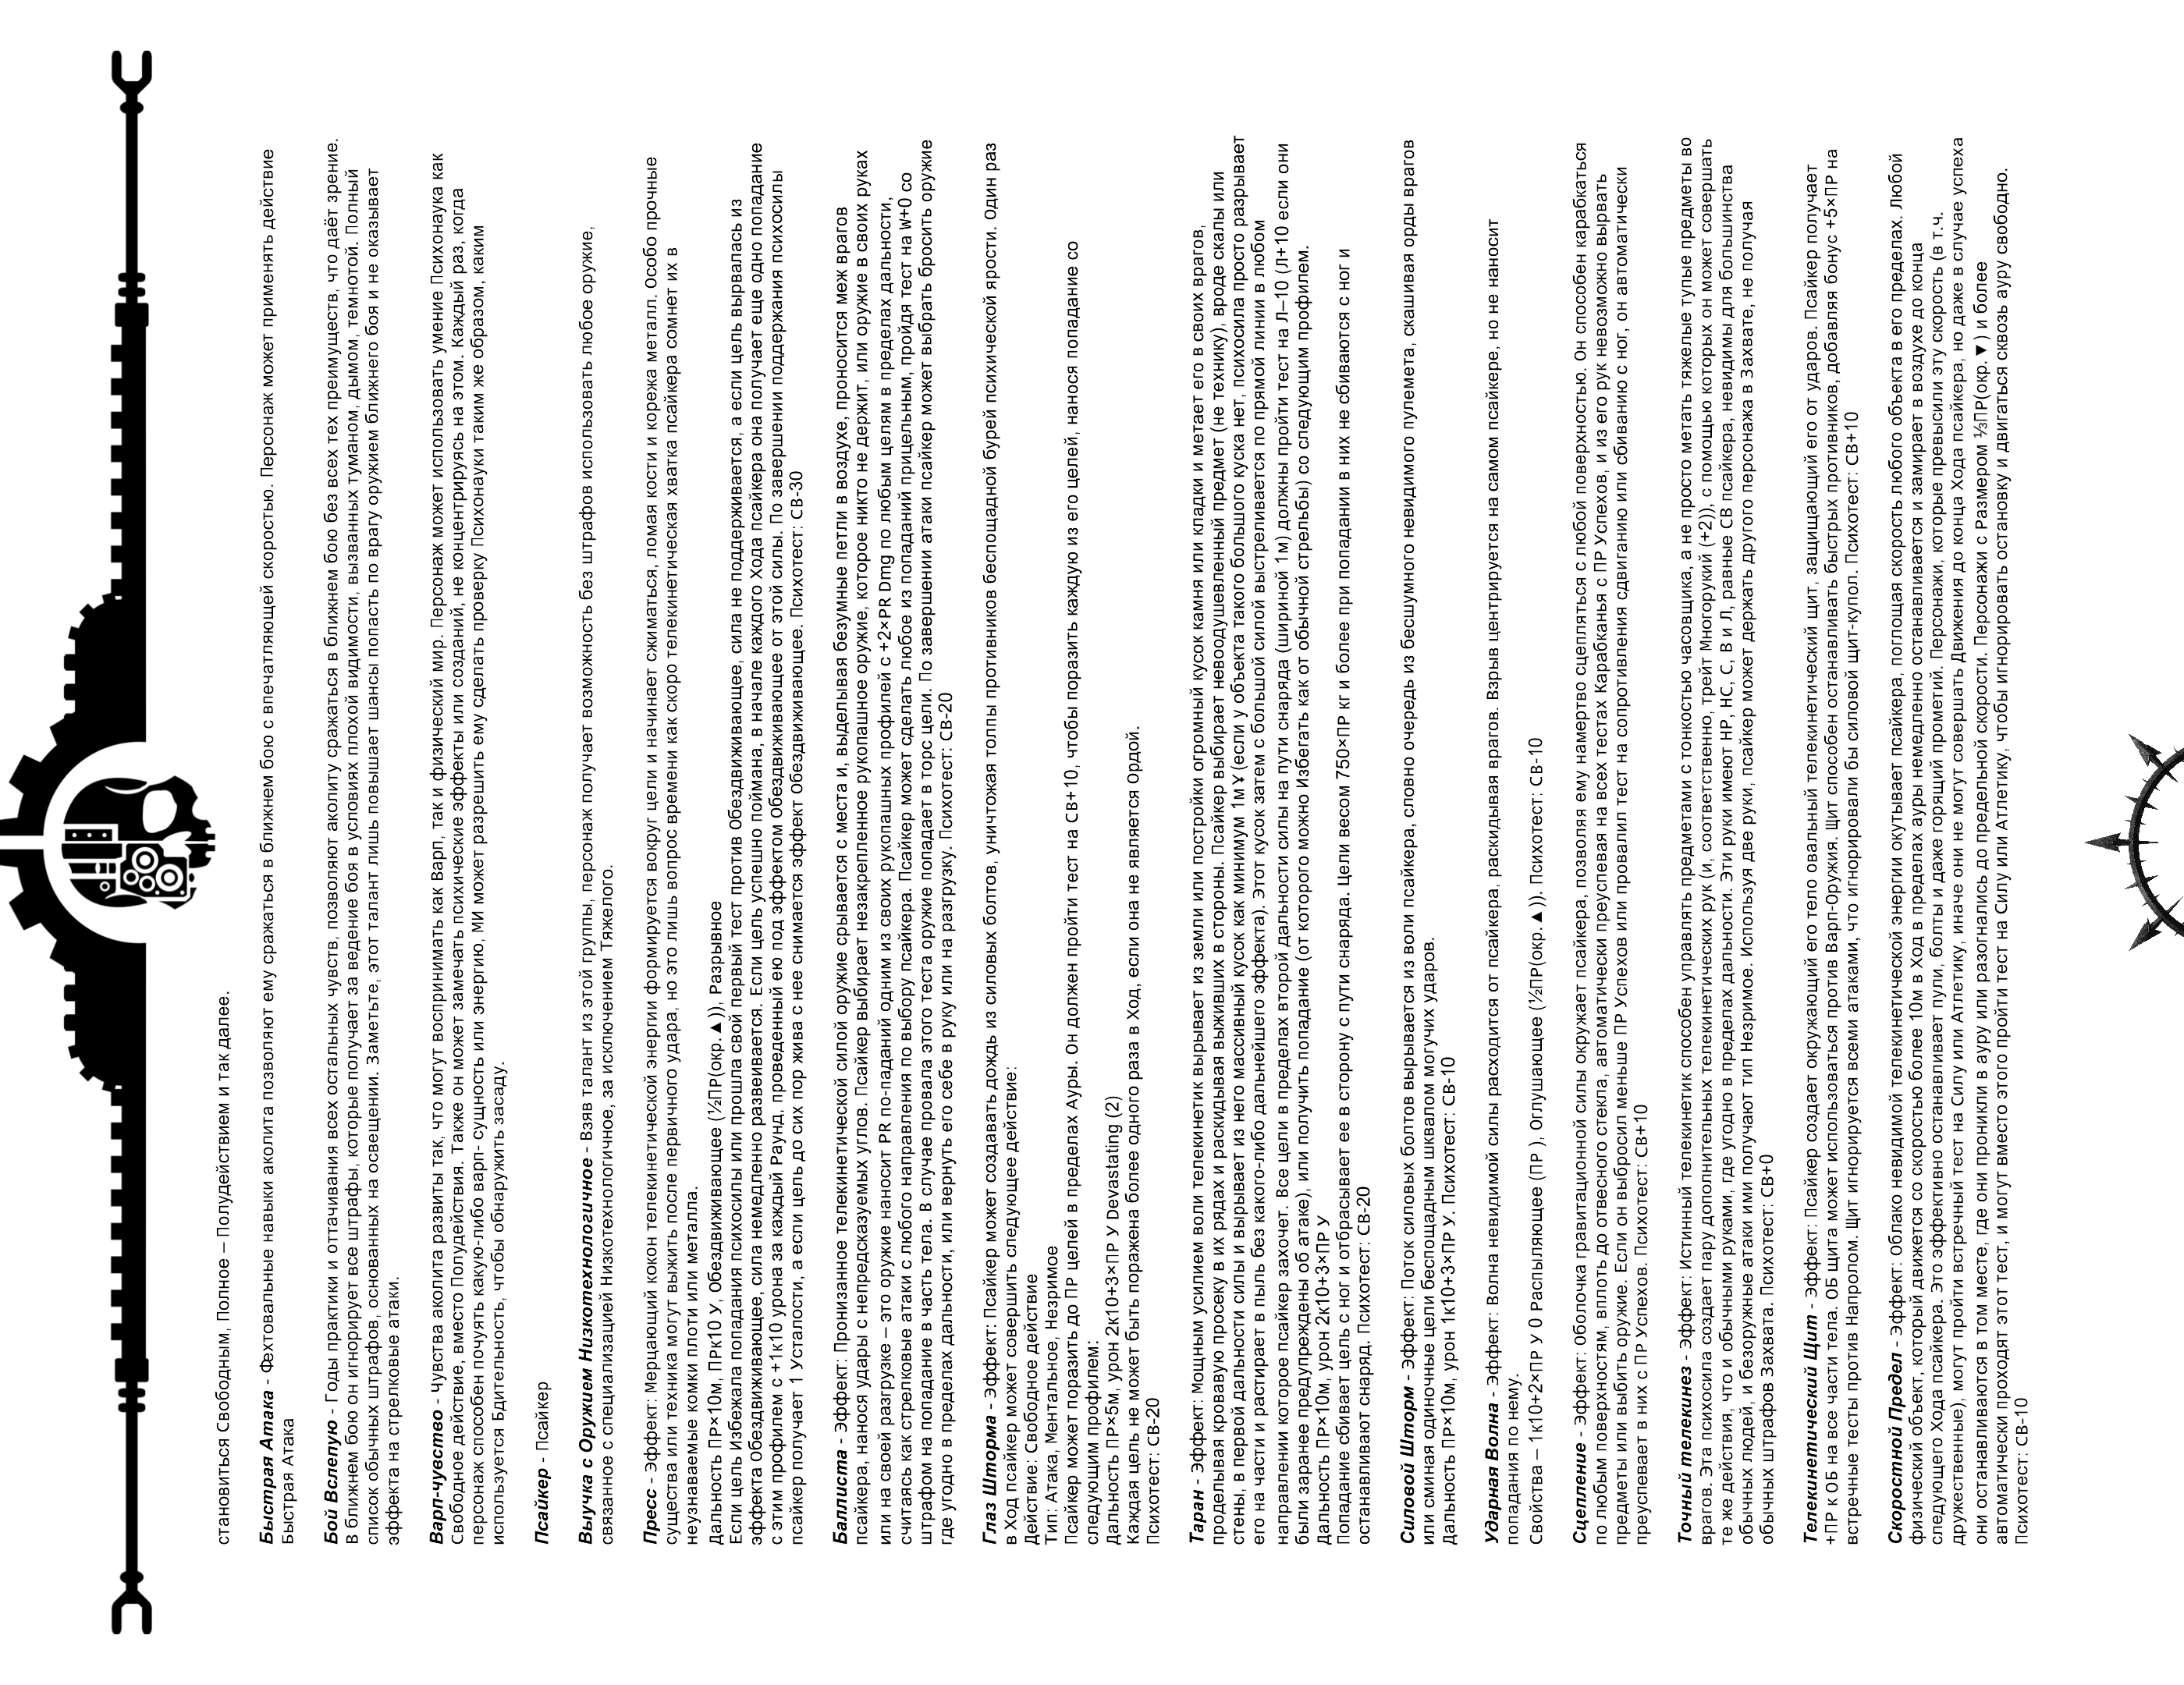 становиться Свободным, Полное – Полудействием и так далее.
Быстрая Атака - Фехтовальные навыки аколита позволяют ему сражаться в ближнем бою с впечатляющей скоростью. Персонаж может применять действие
Быстрая Атака
Бой Вслепую - Годы практики и оттачивания всех остальных чувств, позволяют аколиту сражаться в ближнем бою без всех тех преимуществ, что даёт зрение.
В ближнем бою он игнорирует все штрафы, которые получает за ведение боя в условиях плохой видимости, вызванных туманом, дымом, темнотой. Полный
список обычных штрафов, основанных на освещении. Заметьте, этот талант лишь повышает шансы попасть по врагу оружием ближнего боя и не оказывает
эффекта на стрелковые атаки.
Варп-чувство - Чувства аколита развиты так, что могут воспринимать как Варп, так и физический мир. Персонаж может использовать умение Психонаука как
Свободное действие, вместо Полудействия. Также он может замечать психические эффекты или созданий, не концентрируясь на этом. Каждый раз, когда
персонаж способен почуять какую-либо варп- сущность или энергию, МИ может разрешить ему сделать проверку Психонауки таким же образом, каким
используется Бдительность, чтобы обнаружить засаду.
Псайкер - Псайкер
Выучка с Оружием Низкотехнологичное - Взяв талант из этой группы, персонаж получает возможность без штрафов использовать любое оружие,
связанное с специализацией Низкотехнологичное, за исключением Тяжелого.
Пресс - Эффект: Мерцающий кокон телекинетической энергии формируется вокруг цели и начинает сжиматься, ломая кости и корежа металл. Особо прочные
существа или техника могут выжить после первичного удара, но это лишь вопрос времени как скоро телекинетическая хватка псайкера сомнет их в
неузнаваемые комки плоти или металла.
Дальность ПР×10м, ПРк10 У, Обездвиживающее (½ПР(окр.▲)), Разрывное
Если цель Избежала попадания психосилы или прошла свой первый тест против Обездвиживающее, сила не поддерживается, а если цель вырвалась из
эффекта Обездвиживающее, сила немедленно развеивается. Если цель успешно поймана, в начале каждого Хода псайкера она получает еще одно попадание
с этим профилем с +1к10 урона за каждый Раунд, проведенный ею под эффектом Обездвиживающее от этой силы. По завершении поддержания психосилы
псайкер получает 1 Усталости, а если цель до сих пор жива с нее снимается эффект Обездвиживающее. Психотест: СВ-30
Баллиста - Эффект: Пронизанное телекинетической силой оружие срывается с места и, выделывая безумные петли в воздухе, проносится меж врагов
псайкера, нанося удары с непредсказуемых углов. Псайкер выбирает незакрепленное рукопашное оружие, которое никто не держит, или оружие в своих руках
или на своей разгрузке – это оружие наносит PR по-паданий одним из своих рукопашных профилей с +2×PR Dmg по любым целям в пределах дальности,
считаясь как стрелковые атаки с любого направления по выбору псайкера. Псайкер может сделать любое из попаданий прицельным, пройдя тест на W+0 со
штрафом на попадание в часть тела. В случае провала этого теста оружие попадает в торс цели. По завершении атаки псайкер может выбрать бросить оружие
где угодно в пределах дальности, или вернуть его себе в руку или на разгрузку. Психотест: СВ-20
Глаз Шторма - Эффект: Псайкер может создавать дождь из силовых болтов, уничтожая толпы противников беспощадной бурей психической ярости. Один раз
в Ход псайкер может совершить следующее действие:
Действие: Свободное действие
Тип: Атака, Ментальное, Незримое
Псайкер может поразить до ПР целей в пределах Ауры. Он должен пройти тест на СВ+10, чтобы поразить каждую из его целей, нанося попадание со
следующим профилем:
Дальность ПР×5м, урон 2к10+3×ПР У Devastating (2)
Каждая цель не может быть поражена более одного раза в Ход, если она не является Ордой.
Психотест: СВ-20
Таран - Эффект: Мощным усилием воли телекинетик вырывает из земли или постройки огромный кусок камня или кладки и метает его в своих врагов,
проделывая кровавую просеку в их рядах и раскидывая выживших в стороны. Псайкер выбирает неводушевленный предмет (не технику), вроде скалы или
стены, в первой дальности силы и вырывает из него массивный кусок как минимум 1м ¥ (если у объекта такого большого куска нет, психосила просто разрывает
его на части и растирает в пыль без какого-либо дальнейшего эффекта). Этот кусок затем с большой силой выстреливается по прямой линии в любом
направлении которое псайкер захочет. Все цели в пределах второй дальности силы на пути снаряда (шириной 1м) должны пройти тест на Л–10 (Л+10 если они
были заранее предупреждены об атаке), или получить попадание (от которого можно Избегать как от обычной стрельбы) со следующим профилем.
Дальность ПР×10м, урон 2к10+3×ПР У
Попадание сбивает цель с ног и отбрасывает ее в сторону с пути снаряда. Цели весом 750×ПР кг и более при попадании в них не сбиваются с ног и
останавливают снаряд. Психотест: СВ-20
Силовой Шторм - Эффект: Поток силовых болтов вырывается из воли псайкера, словно очередь из бесшумного невидимого пулемета, скашивая орды врагов
или сминая одиночные цели беспощадным шквалом могучих ударов.
Дальность ПР×10м, урон 1к10+3×ПР У. Психотест: СВ-10
Ударная Волна - Эффект: Волна невидимой силы расходится от псайкера, раскидывая врагов. Взрыв центрируется на самом псайкере, но не наносит
попадания по нему.
Свойства – 1к10+2×ПР У 0 Распыляющее (ПР ), Оглушающее (½ПР(окр.▲)). Психотест: СВ-10
Сцепление - Эффект: Оболочка гравитационной силы окружает псайкера, позволяя ему намертво сцепляться с любой поверхностью. Он способен карабкаться
по любым поверхностям, вплоть до отвесного стекла, автоматически преуспевая на всех тестах Карабканья с ПР Успехов, и из его рук невозможно вырвать
предметы или выбить оружие. Если он выбросил меньше ПР Успехов или провалил тест на сопротивления сдвиганию или сбиванию с ног, он автоматически
преуспевает в них с ПР Успехов. Психотест: СВ+10
Точный телекинез - Эффект: Истинный телекинетик способен управлять предметами с тонкостью часовщика, а не просто метать тяжелые тупые предметы во
врагов. Эта психосила создает пару дополнительных телекинетических рук (и, соответственно, трейт Многорукий (+2)), с помощью которых он может совершать
те же действия, что и обычными руками, где угодно в пределах дальности. Эти руки имеют НР, НС, С, В и Л, равные СВ псайкера, невидимы для большинства
обычных людей, и безоружные атаки ими получают тип Незримое. Используя две руки, псайкер может держать другого персонажа в Захвате, не получая
обычных штрафов Захвата. Психотест: СВ+0
Телекинетический Щит - Эффект: Псайкер создает окружающий его тело овальный телекинетический щит, защищающий его от ударов. Псайкер получает
+ПР к ОБ на все части тела. ОБ щита может использоваться против Варп-Оружия. Щит способен останавливать быстрых противников, добавляя бонус +5×ПР на
встречные тесты против Напролом. Щит игнорируется всеми атаками, что игнорировали бы силовой щит-купол. Психотест: СВ+10
Скоростной Предел - Эффект: Облако невидимой телекинетической энергии окутывает псайкера, поглощая скорость любого объекта в его пределах. Любой
физический объект, который движется со скоростью более 10м в Ход в пределах ауры немедленно останавливается и замирает в воздухе до конца
следующего Хода псайкера. Это эффективно останавливает пули, болты и даже горящий прометий. Персонажи, которые превысили эту скорость (в т.ч.
дружественные), могут пройти встречный тест на Силу или Атлетику, иначе они не могут совершать Движения до конца Хода псайкера, но даже в случае успеха
они останавливаются в том месте, где они проникли в ауру или разогнались до предельной скорости. Персонажи с Размером ⅓ПР(окр.▼) и более
автоматически проходят этот тест, и могут вместо этого пройти тест на Силу или Атлетику, чтобы игнорировать остановку и двигаться сквозь ауру свободно.
Психотест: СВ-10